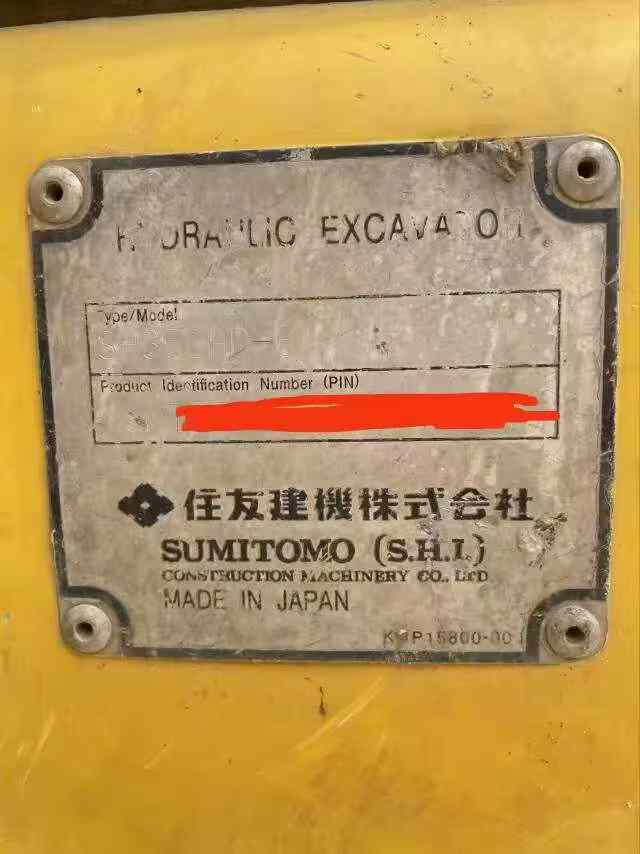 HYDRAULIC EXCAVATOR
Type/Model
Product Identification Number (PIN)
住友建機株式会社
SUMITOMO (S.H.I.)
CONSTRUCTION MACHINERY CO., LTD
MADE IN JAPAN